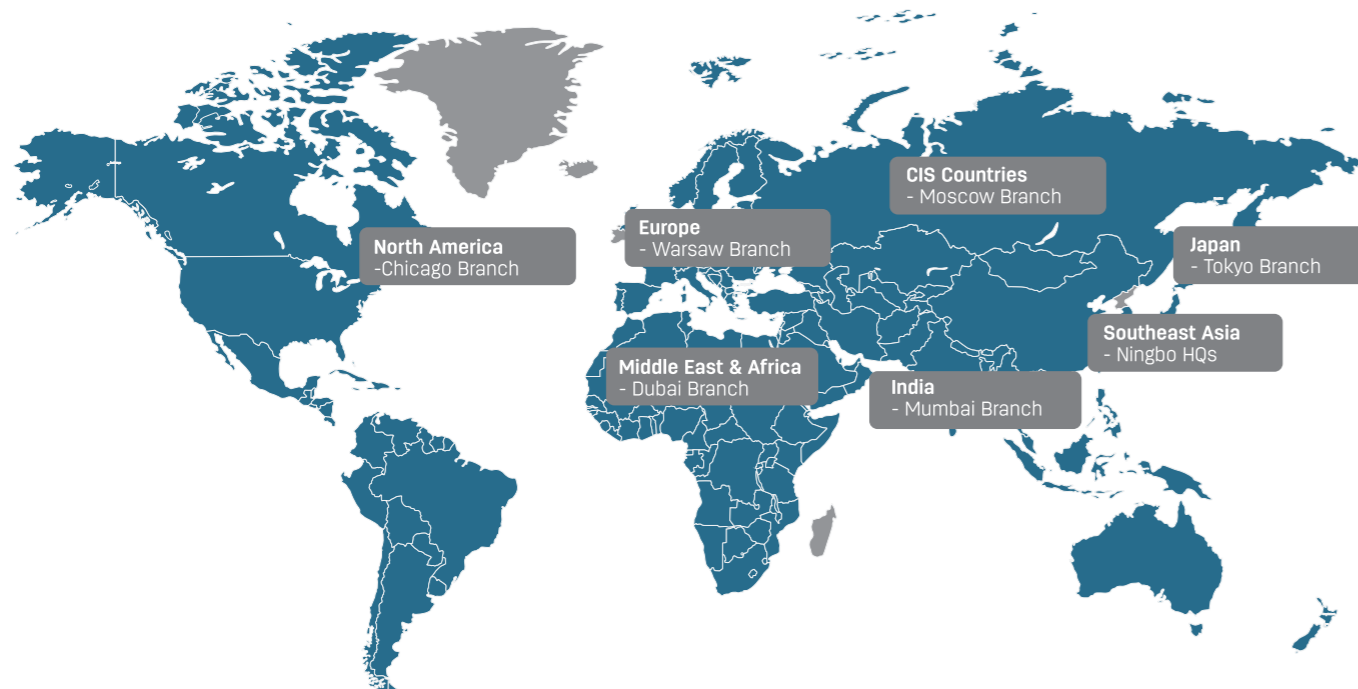 CIS Countries
- Moscow Branch
Europe
- Warsaw Branch
North America
-Chicago Branch
Japan
- Tokyo Branch
Southeast Asia
- Ningbo HQs
Middle East & Africa
- Dubai Branch
India
- Mumbai Branch